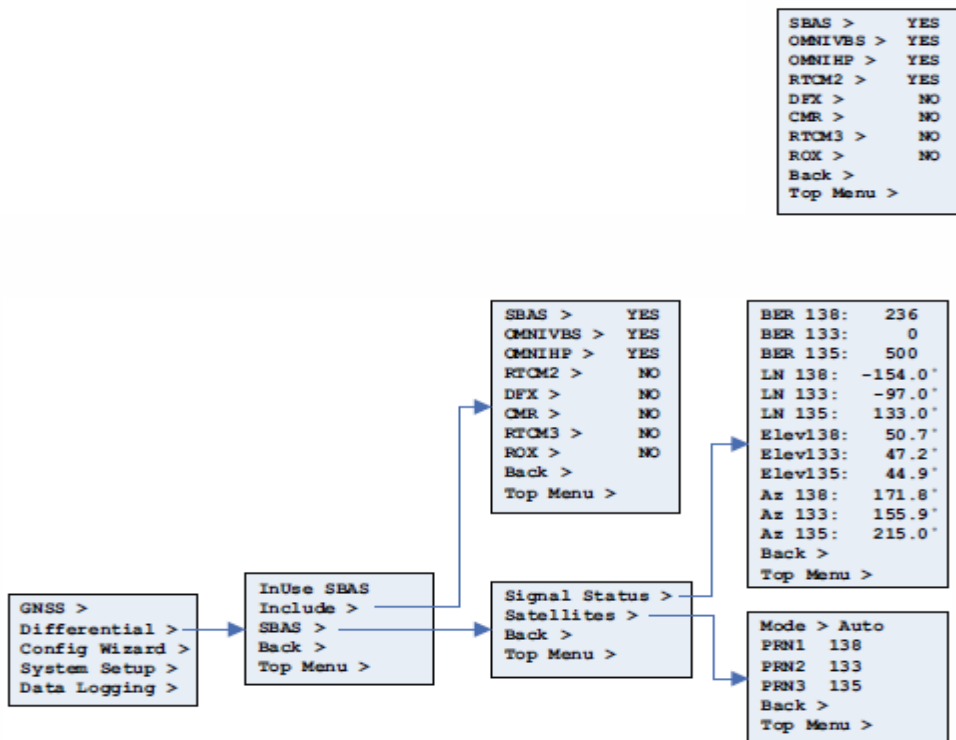 SBAS > YES
OMNIVBS > YES
OMNIHP > YES
RTCM2 > YES
DFX > NO
CMR > NO
RTCM3 > NO
ROX > NO
Back >
Top Menu >
SBAS > YES
OMNIVBS > YES
OMNIHP > YES
RTCM2 > NO
DFX > NO
CMR > NO
RTCM3 > NO
ROX > NO
Back >
Top Menu >
BER 138: 236
BER 133: 0
BER 135: 500
LN 138: -154.0°
LN 133: -97.0°
LN 135: 133.0°
Elev138: 50.7°
Elev133: 47.2°
Elev135: 44.9°
Az 138: 171.8°
Az 133: 155.9°
Az 135: 215.0°
Back >
Top Menu >
GNSS >
Differential >
Config Wizard >
System Setup >
Data Logging >
InUse SBAS
Include >
SBAS >
Back >
Top Menu >
Signal Status >
Satellites >
Back >
Top Menu >
Mode > Auto
PRN1 138
PRN2 133
PRN3 135
Back >
Top Menu >